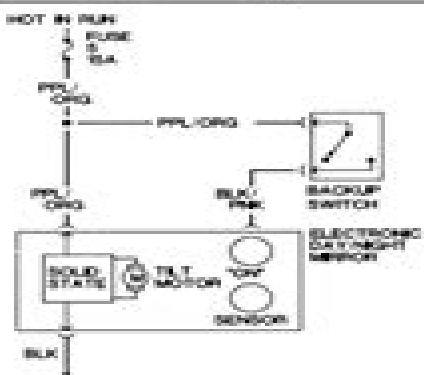 HOT IN RUN
FUSE
15A
PPL/
ORG
PPL/ORG
PPL/
ORG
BLK/
PNK
BACKUP
SWITCH
ELECTRONIC
DAY/NIGHT
MIRROR
SOLID
STATE
TILT
MOTOR
"ON"
SENSOR
BLK